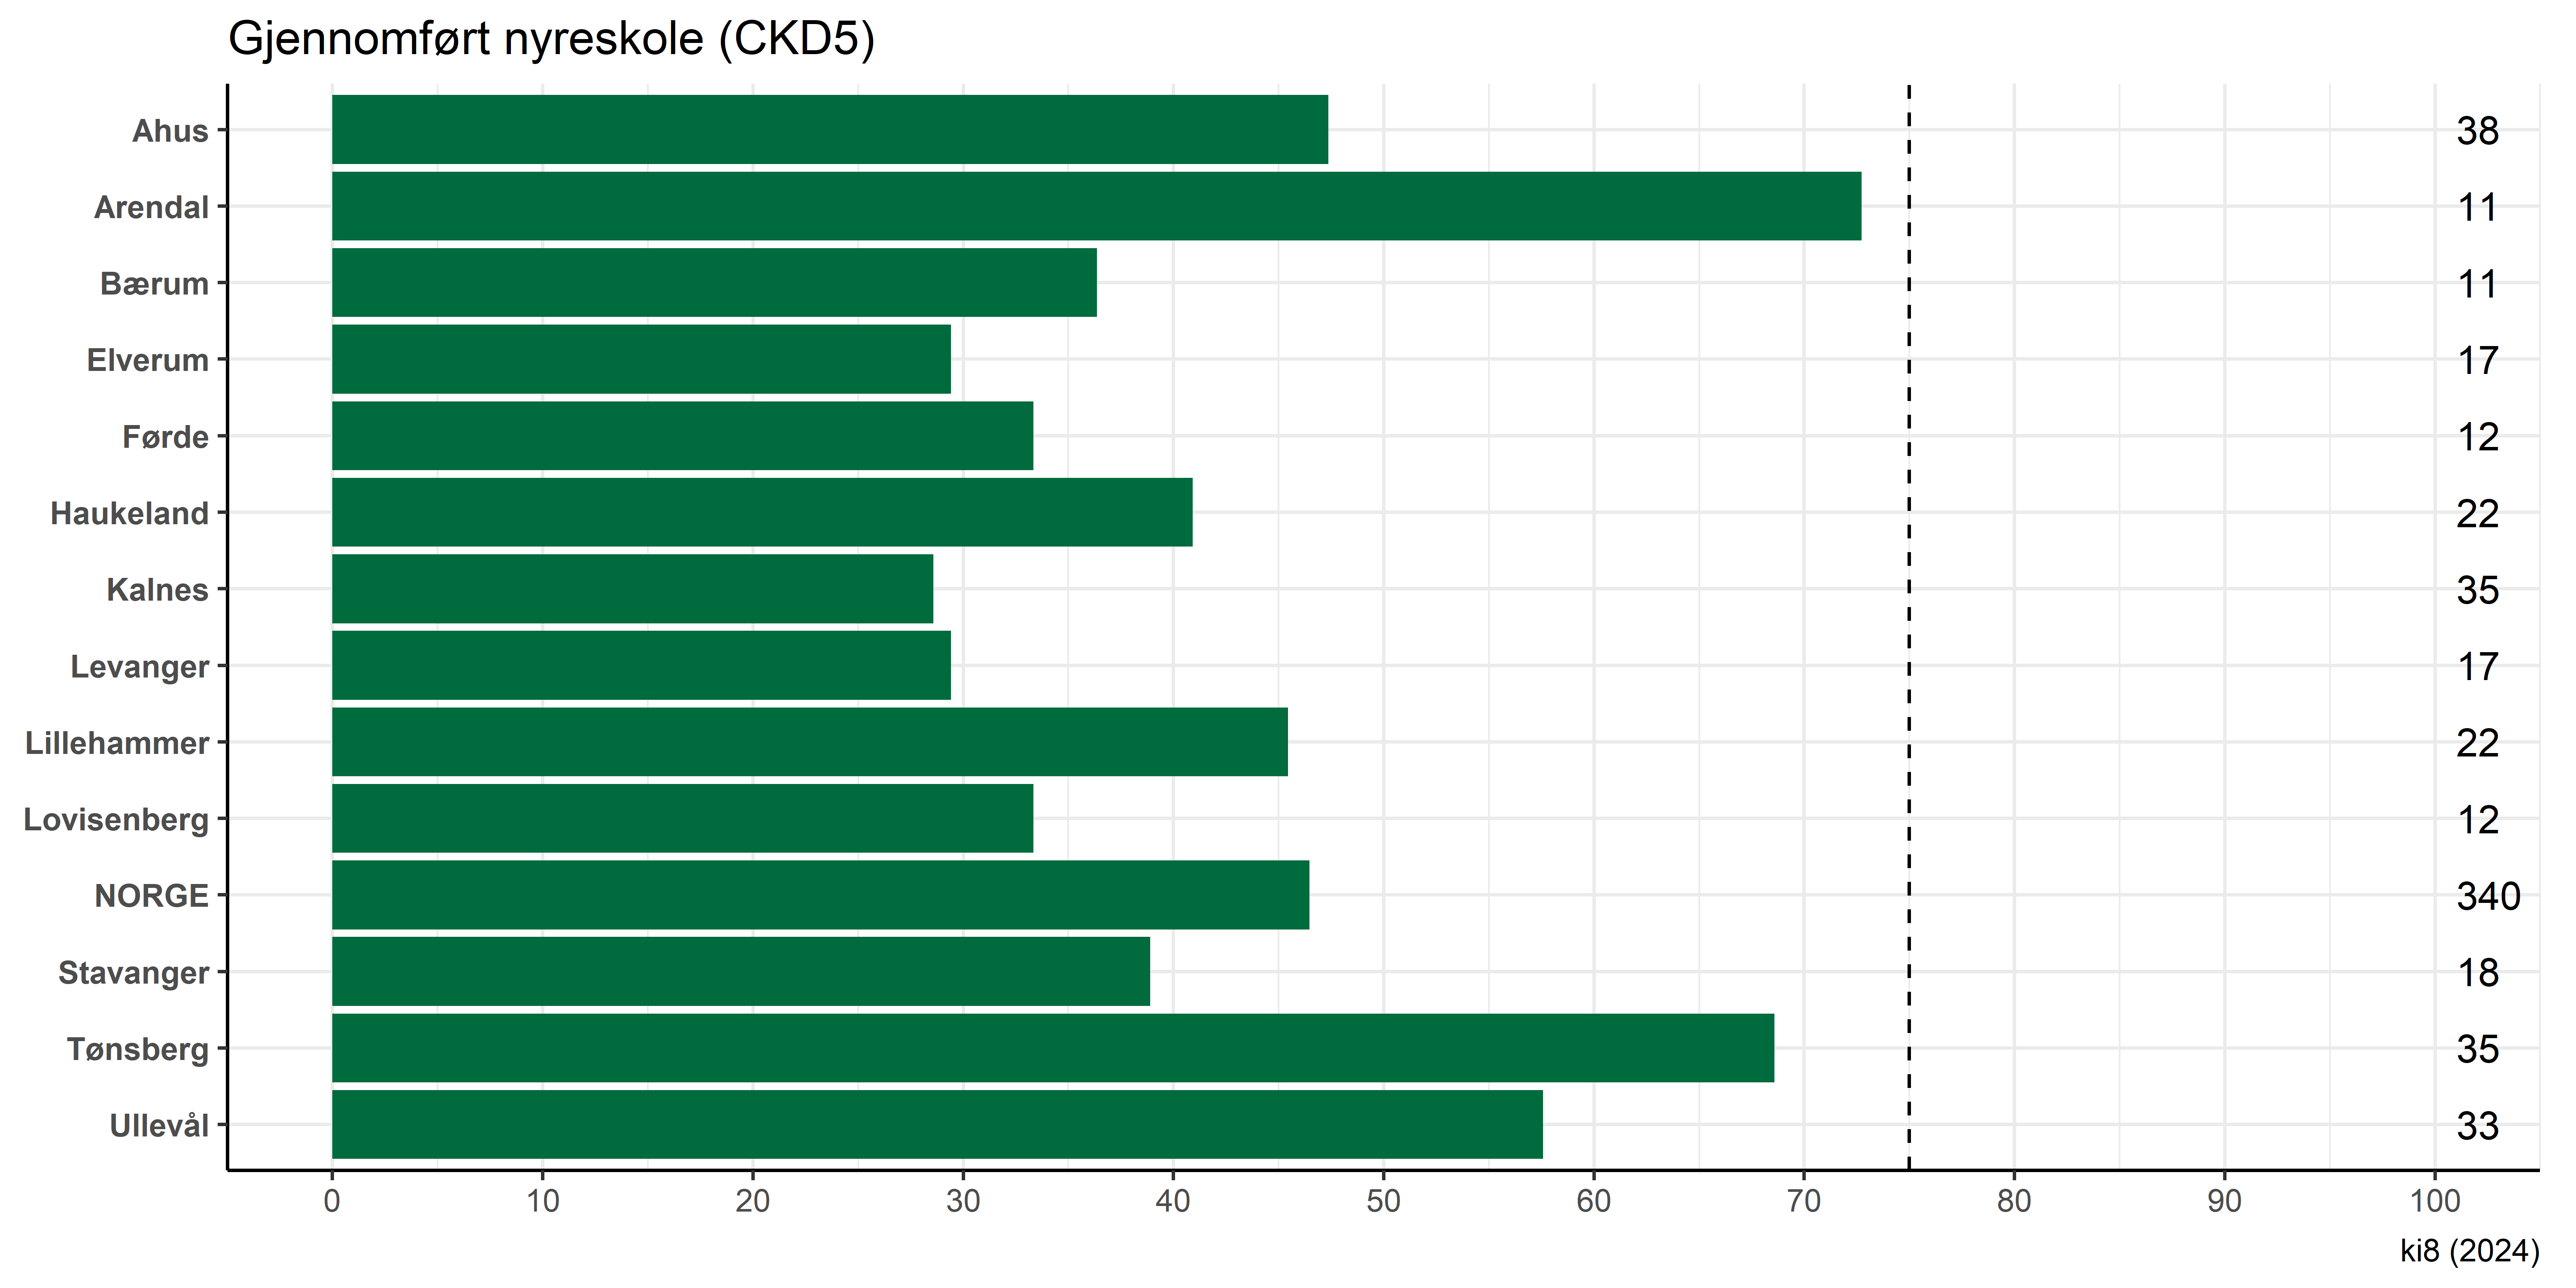 Gjennomført nyreskole (CKD5)
Ahus 38
Arendal 11
Bærum 11
Elverum 17
Førde 12
Haukeland 22
Kalnes 35
Levanger 17
Lillehammer 22
Lovisenberg 12
NORGE 340
Stavanger 18
Tønsberg 35
Ullevål 33
0 10 20 30 40 50 60 70 80 90 100
ki8 (2024)